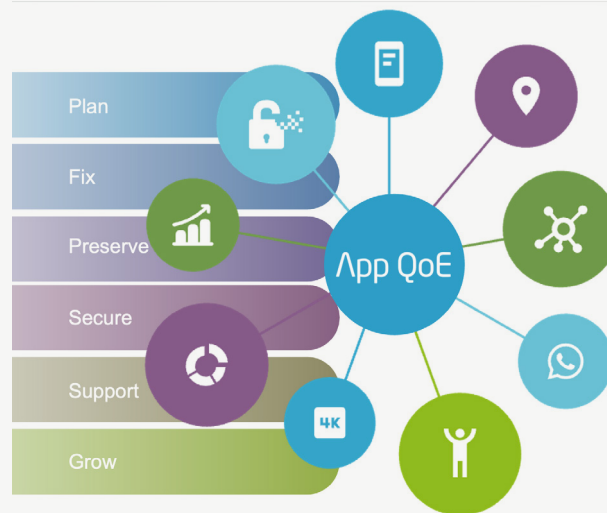 Plan
Fix
Preserve
Secure
Support
Grow
App QoE
4K